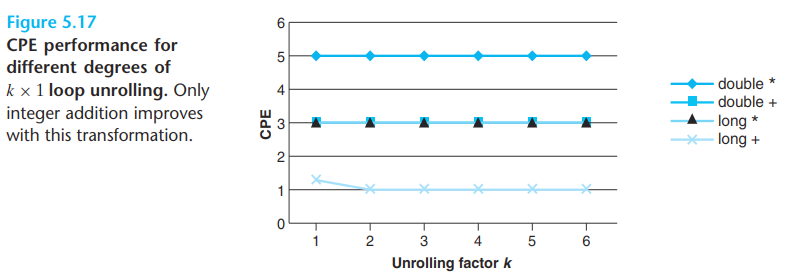 Figure 5.17
CPE performance for
different degrees of
k × 1 loop unrolling. Only
integer addition improves
with this transformation.
6
5
4
3
2
1
0
CPE
1 2 3 4 5 6
Unrolling factor k
double *
double +
long *
long +